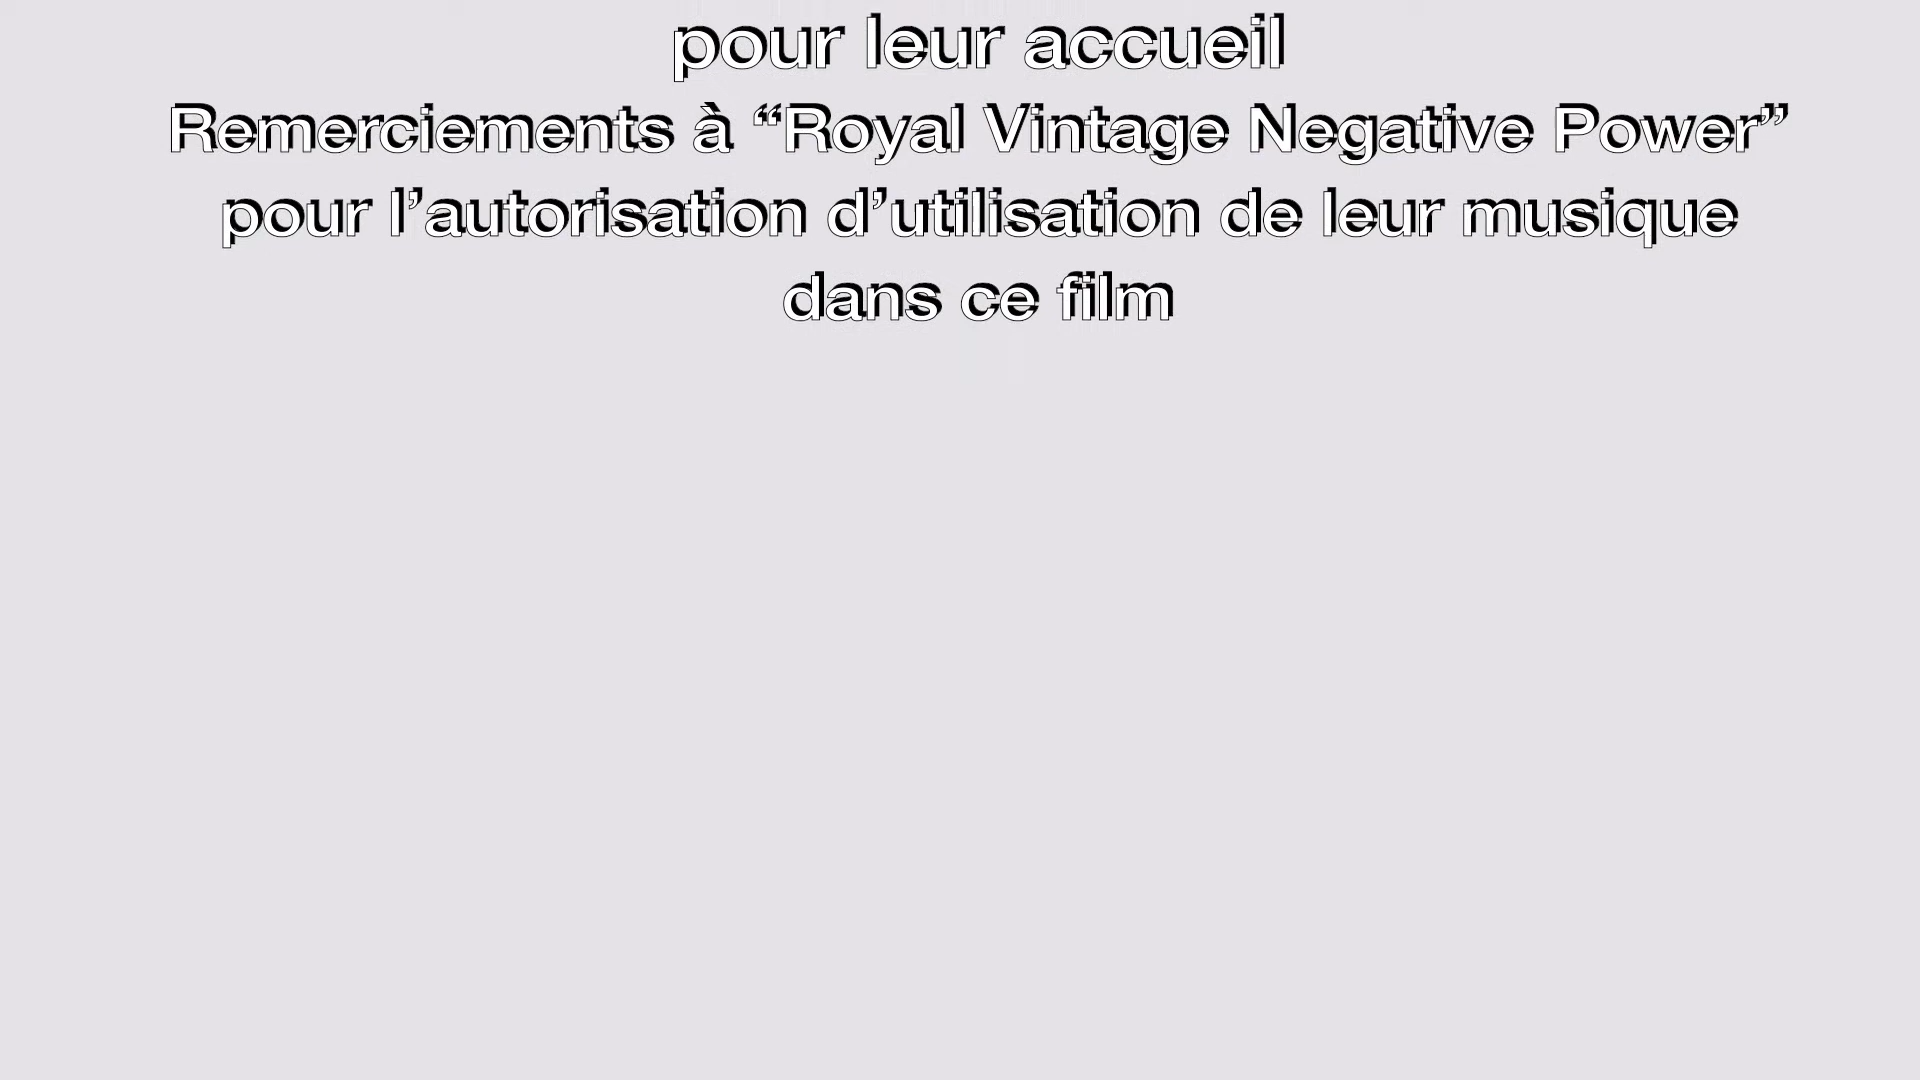 pour leur accueil
Remerciements à “Royal Vintage Negative Power”
pour l’autorisation d’utilisation de leur musique
dans ce film